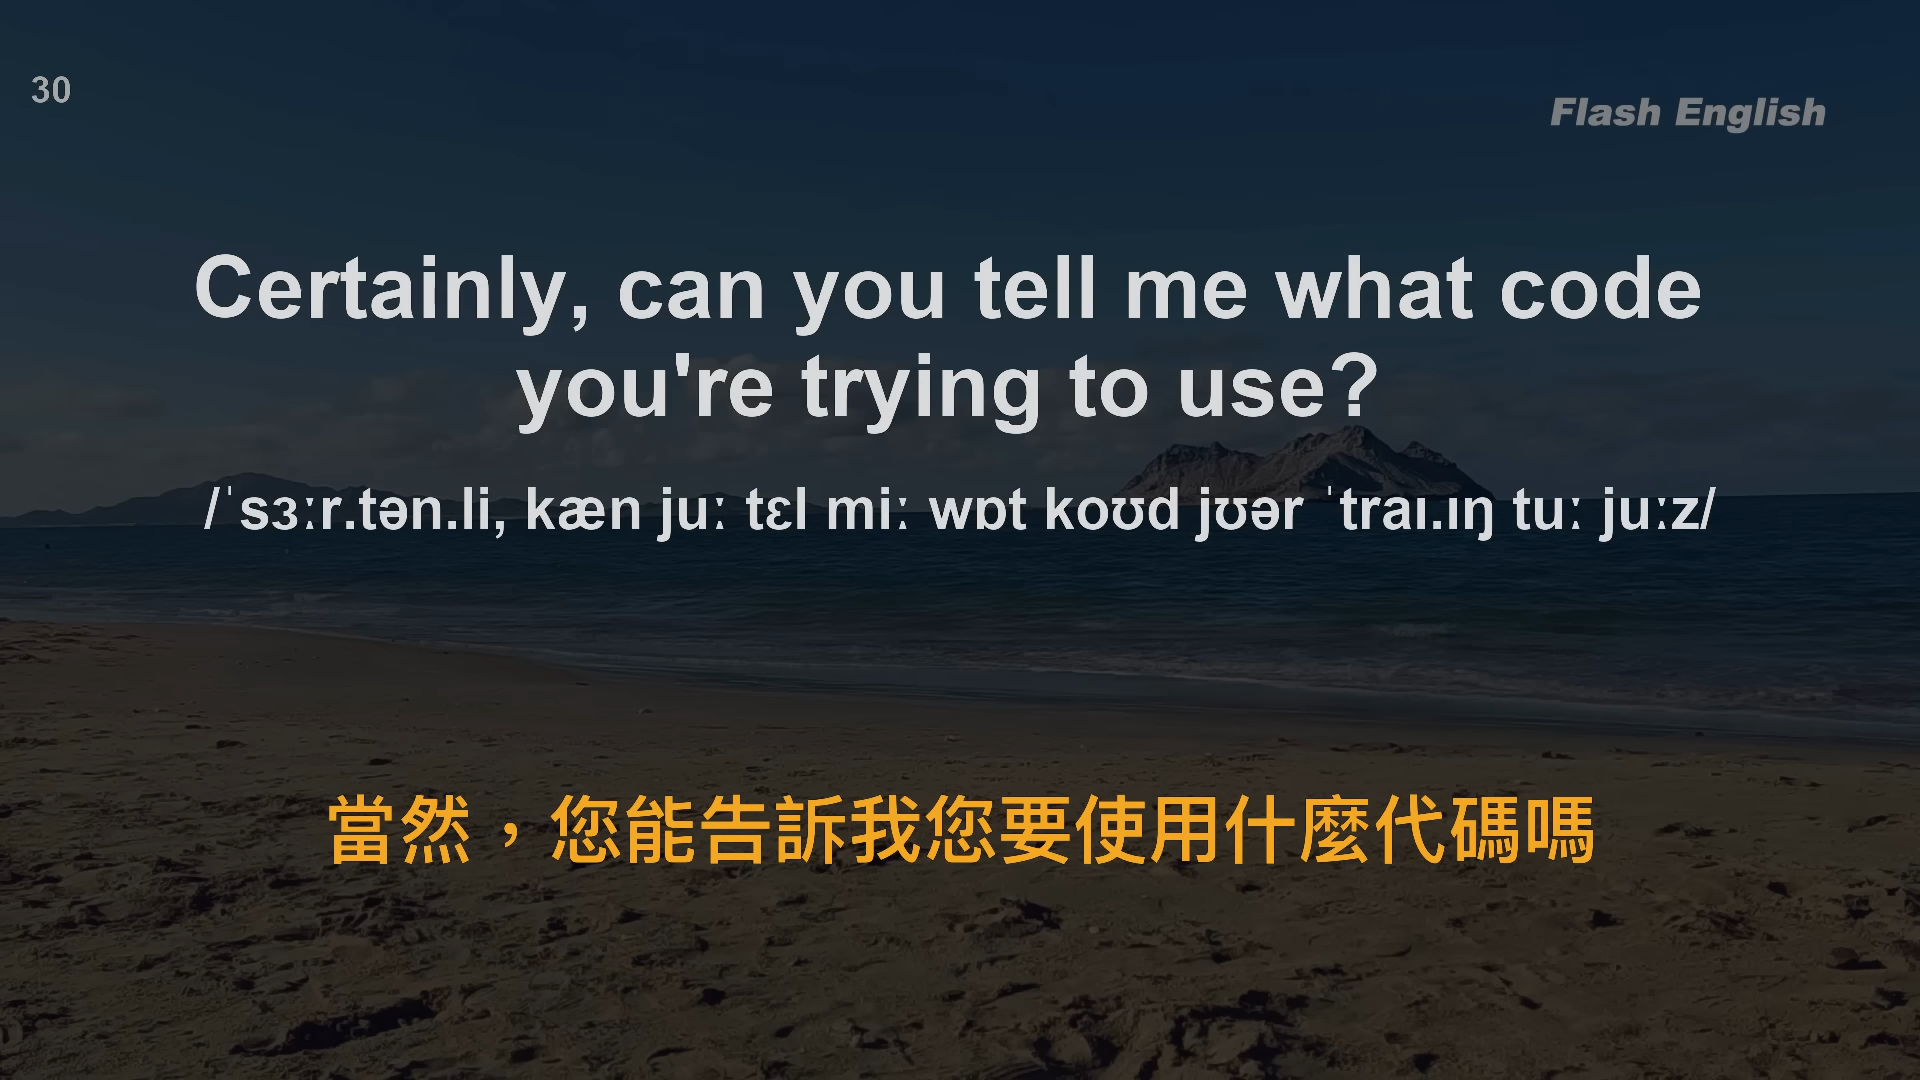 30
Flash English
Certainly, can you tell me what code
you're trying to use?
/ˈsɜːr.tən.li, kæn juː tɛl miː wɒt koʊd jʊər ˈtraɪ.ɪŋ tuː juːz/
當然，您能告訴我您要使用什麼代碼嗎